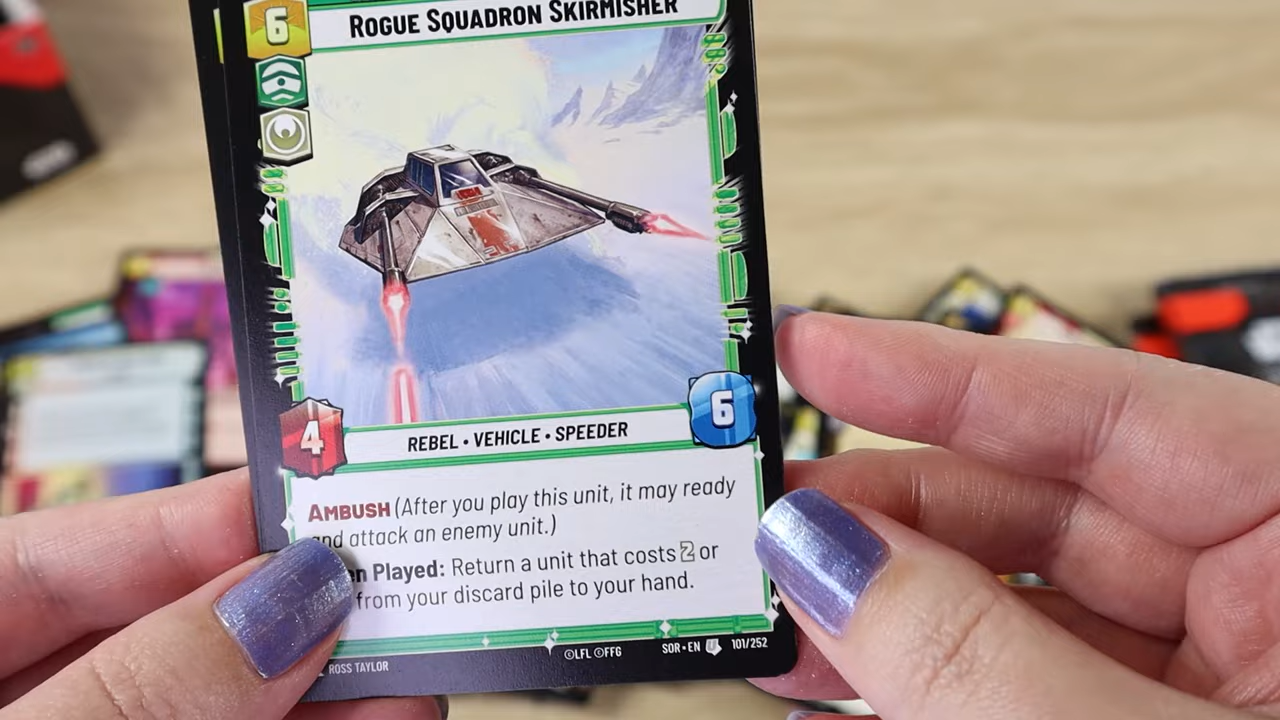 6
ROGUE SQUADRON SKIRMISHER
4
REBEL • VEHICLE • SPEEDER
6
AMBUSH (After you play this unit, it may ready
and attack an enemy unit.)
en Played: Return a unit that costs 2 or
from your discard pile to your hand.
ROSS TAYLOR
©LFL ©FFG
SOR • EN
101/252